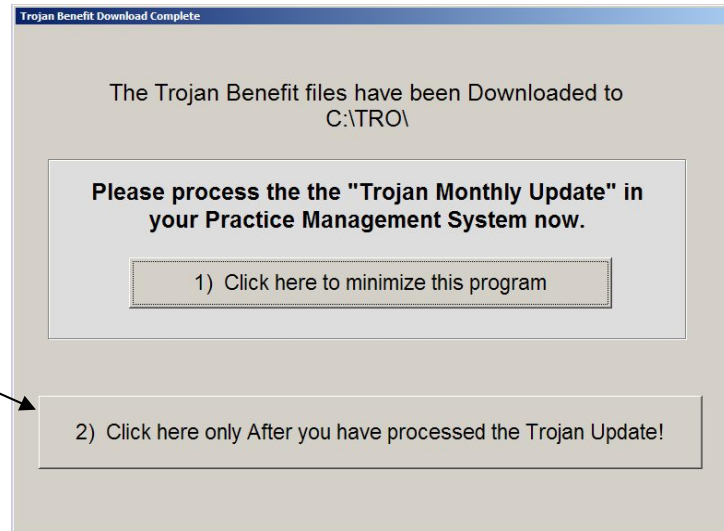 Trojan Benefit Download Complete
The Trojan Benefit files have been Downloaded to
C:\TRO\
Please process the the "Trojan Monthly Update" in
your Practice Management System now.
1) Click here to minimize this program
2) Click here only After you have processed the Trojan Update!